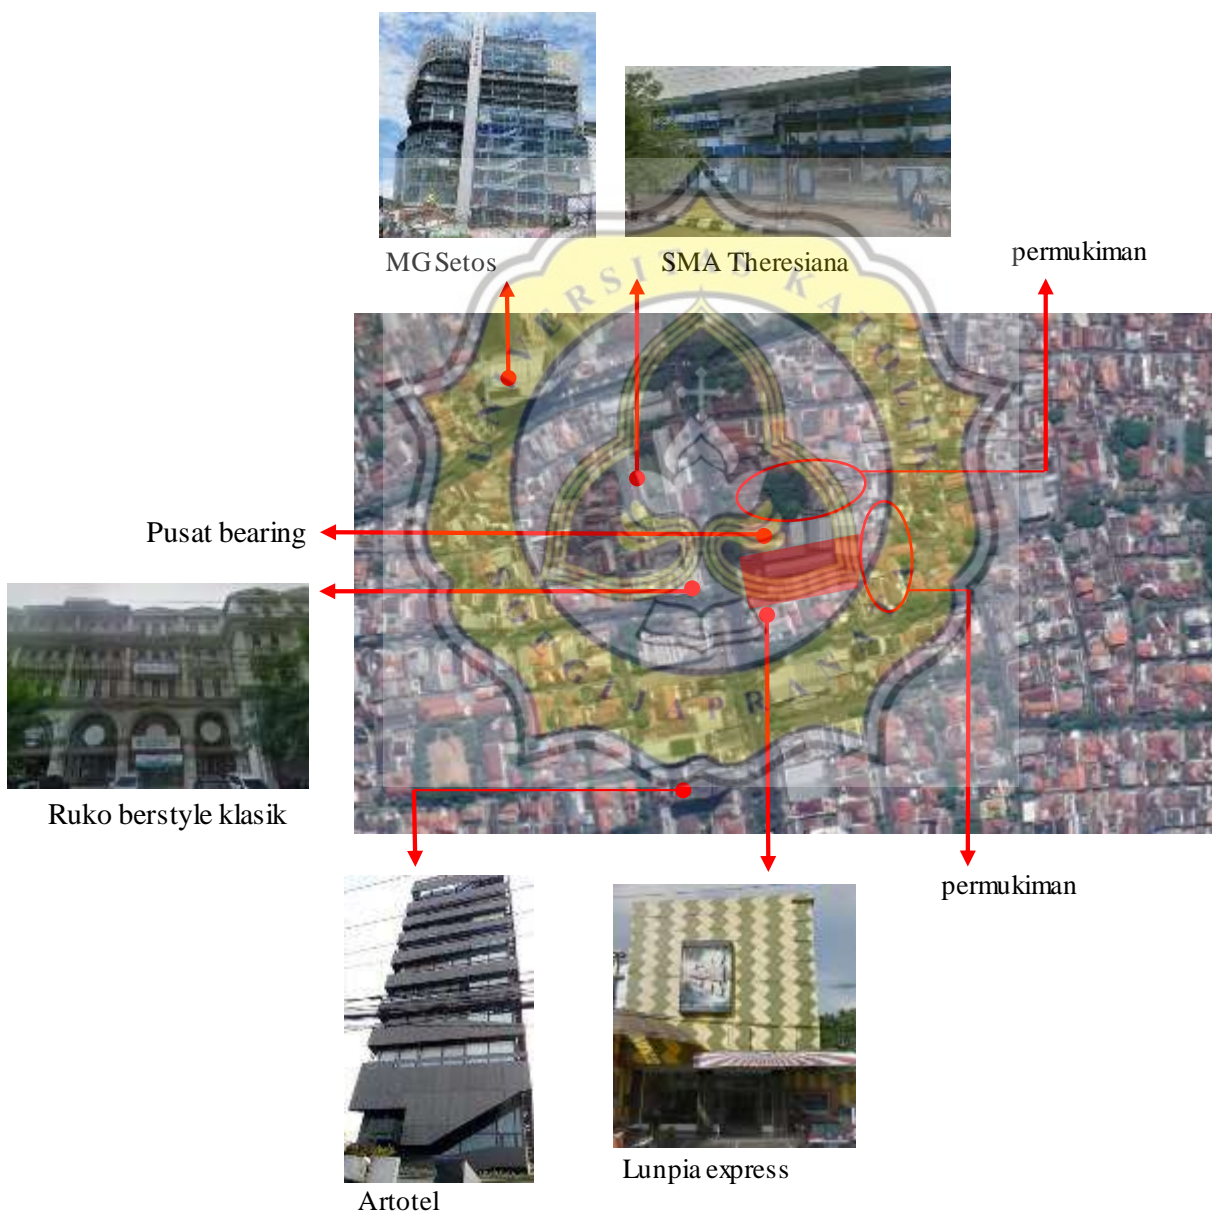 MG Setos
SMA Theresiana
permukiman
Pusat bearing
Ruko berstyle klasik
permukiman
Lunpia express
Artotel